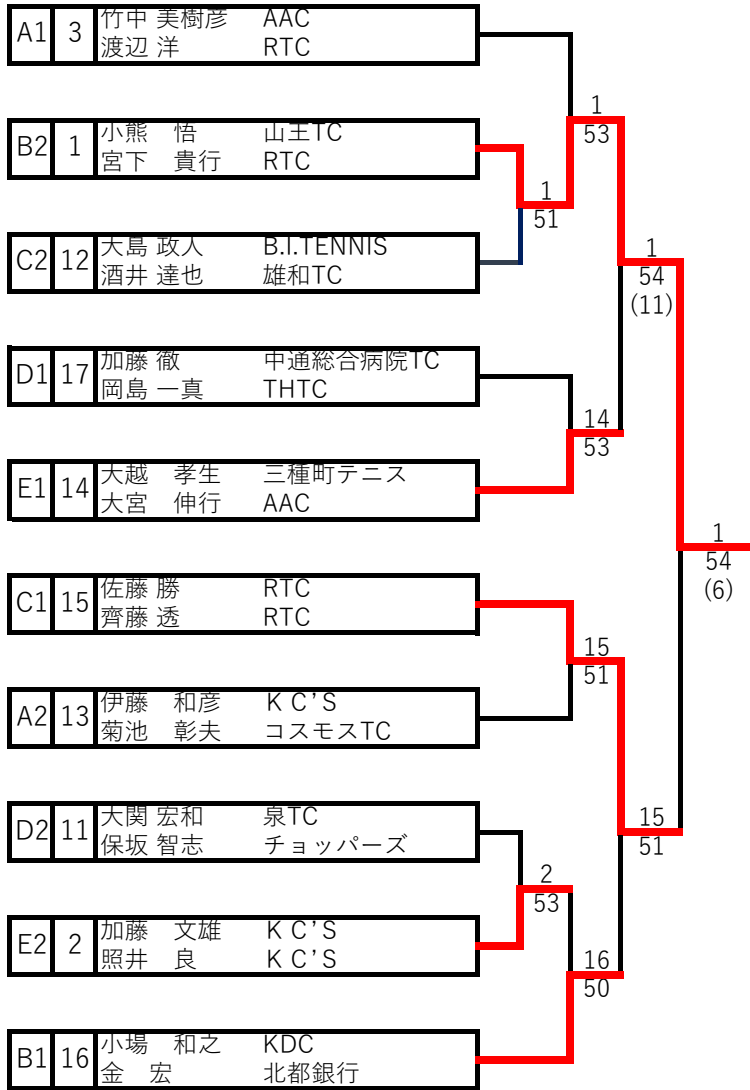 A1 3 竹中 美樹彦 AAC
渡辺 洋 RTC
1
53
B2 1 小熊　悟 山王TC
宮下　貴行 RTC
1
51
C2 12 大島 政人 B.I.TENNIS
酒井 達也 雄和TC
1
54
(11)
D1 17 加藤 徹 中通総合病院TC
岡島 一真 THTC
14
53
E1 14 大越　孝生 三種町テニス
大宮　伸行 AAC
1
54
(6)
C1 15 佐藤 勝 RTC
齊藤 透 RTC
15
51
A2 13 伊藤　和彦 K C'S
菊池　彰夫 コスモスTC
D2 11 大関 宏和 泉TC
保坂 智志 チョッパーズ
15
51
2
53
E2 2 加藤　文雄 K C'S
照井　良 K C'S
16
50
B1 16 小場　和之 KDC
金　宏 北都銀行